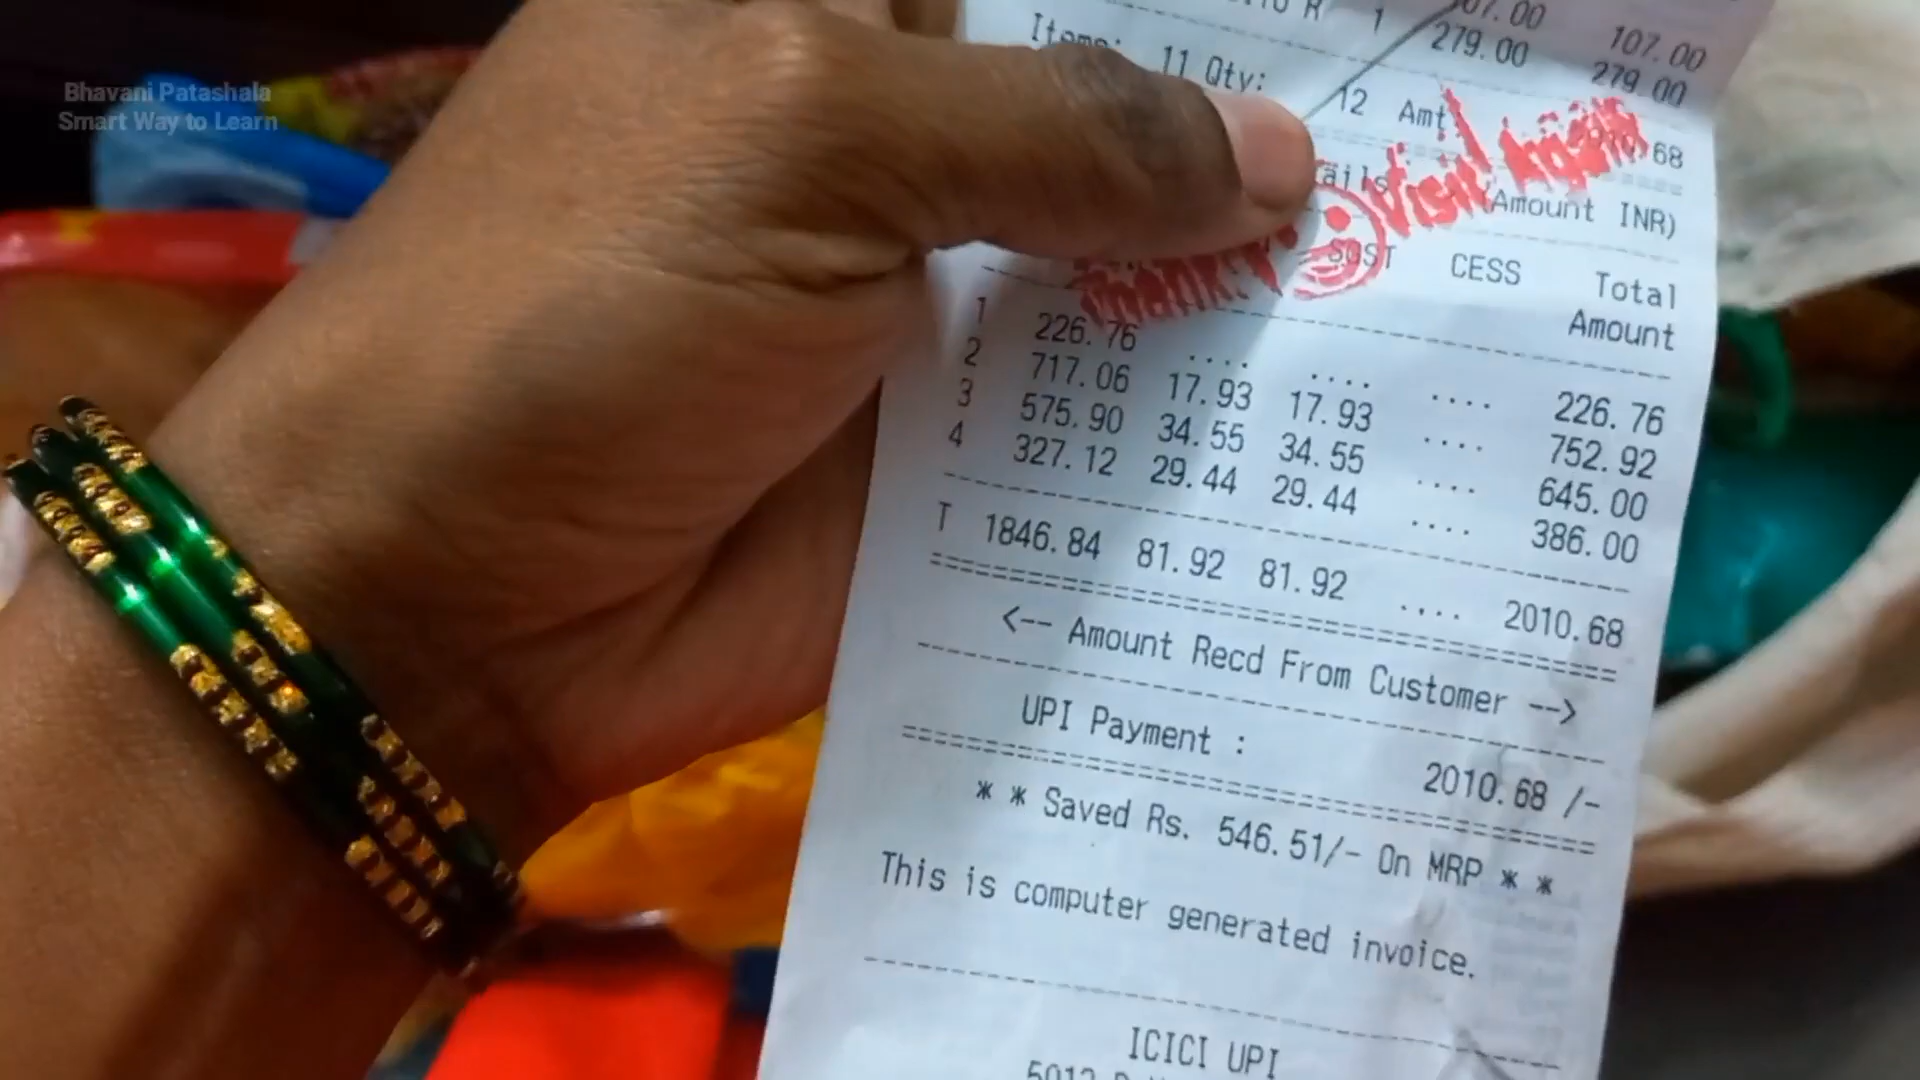 Bhavani Patashala
Smart Way to Learn
1 107.00
279.00 279.00
Items: 11 Qty: 12 Amt 68
(Amount INR)
Visit Again
SGST CESS Total
Amount
1 226.76 .... .... .... 226.76
2 717.06 17.93 17.93 .... 752.92
3 575.90 34.55 34.55 .... 645.00
4 327.12 29.44 29.44 .... 386.00
T 1846.84 81.92 81.92 .... 2010.68
<-- Amount Recd From Customer -->
UPI Payment : 2010.68 /-
* * Saved Rs. 546.51/- On MRP * *
This is computer generated invoice.
ICICI UPI